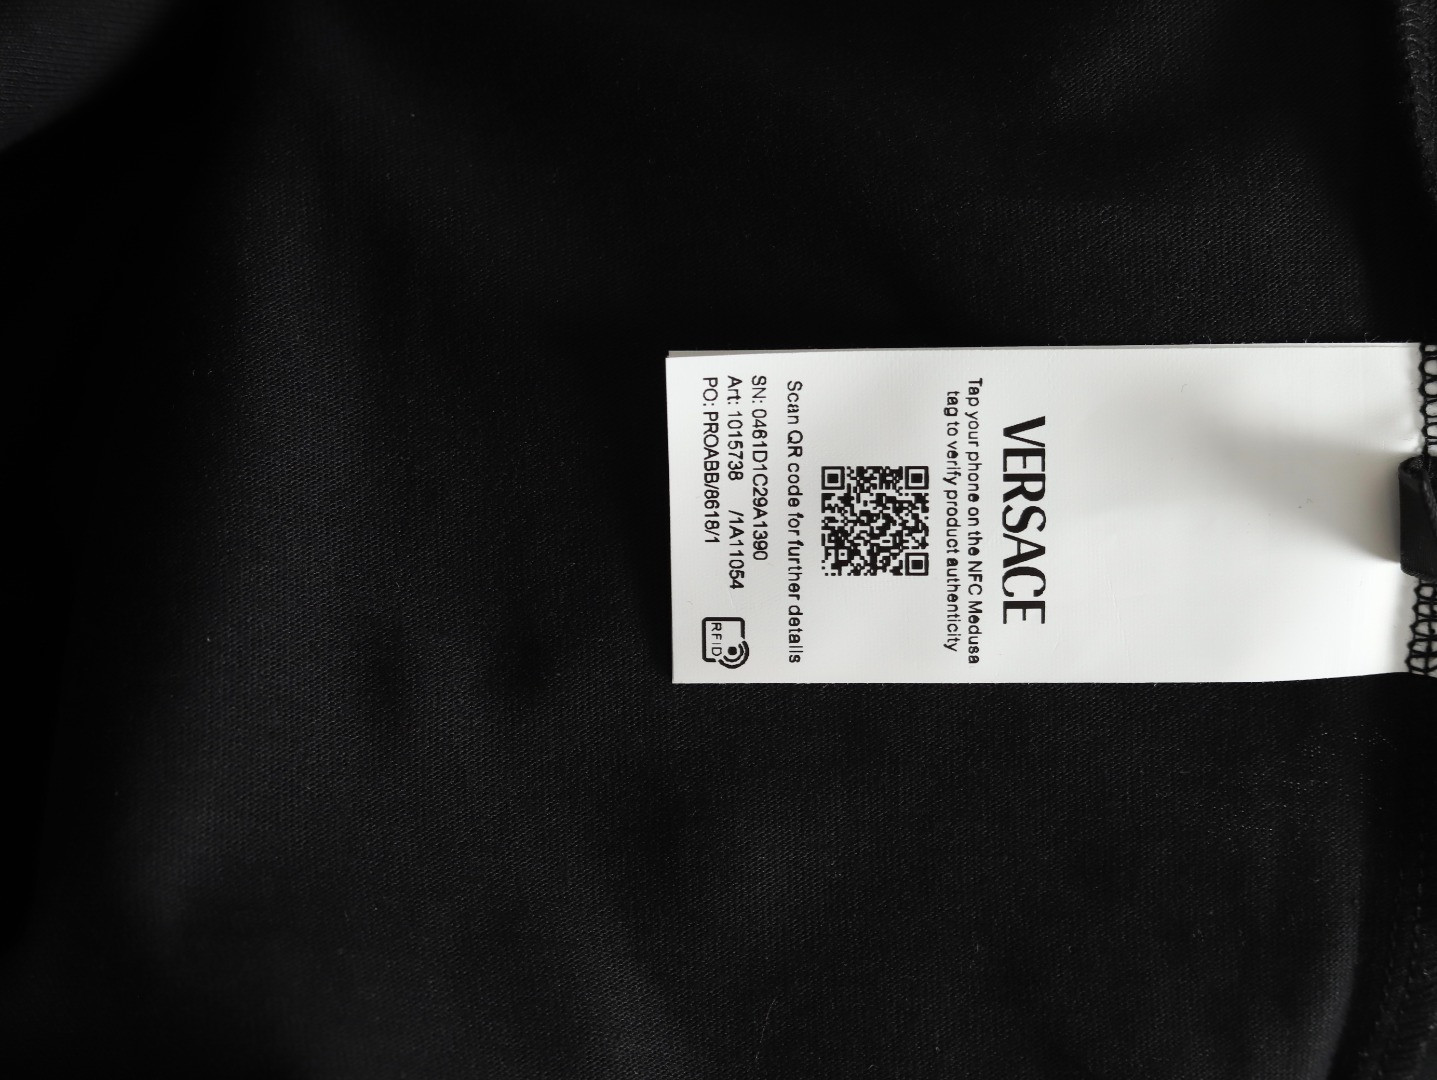 VERSACE
Tap your phone on the NFC Medusa
tag to verify product authenticity
Scan QR code for further details
SN: 0461D1C29A1390
Art: 1015738 /1A11054
PO: PROABB/8618/1
RFID